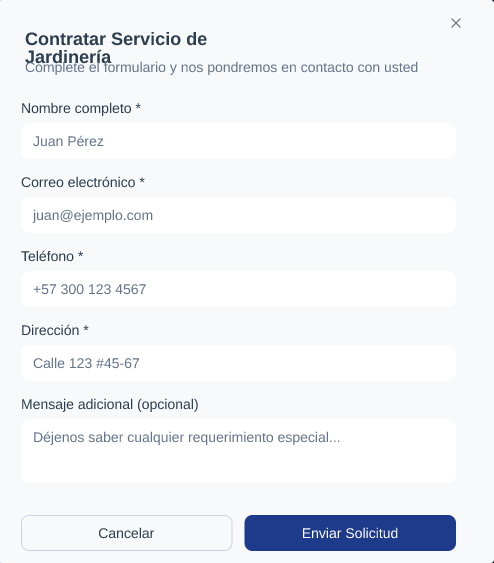 Contratar Servicio de
Jardinería
Complete el formulario y nos pondremos en contacto con usted
Nombre completo *
Juan Pérez
Correo electrónico *
juan@ejemplo.com
Teléfono *
+57 300 123 4567
Dirección *
Calle 123 #45-67
Mensaje adicional (opcional)
Déjenos saber cualquier requerimiento especial...
Cancelar
Enviar Solicitud